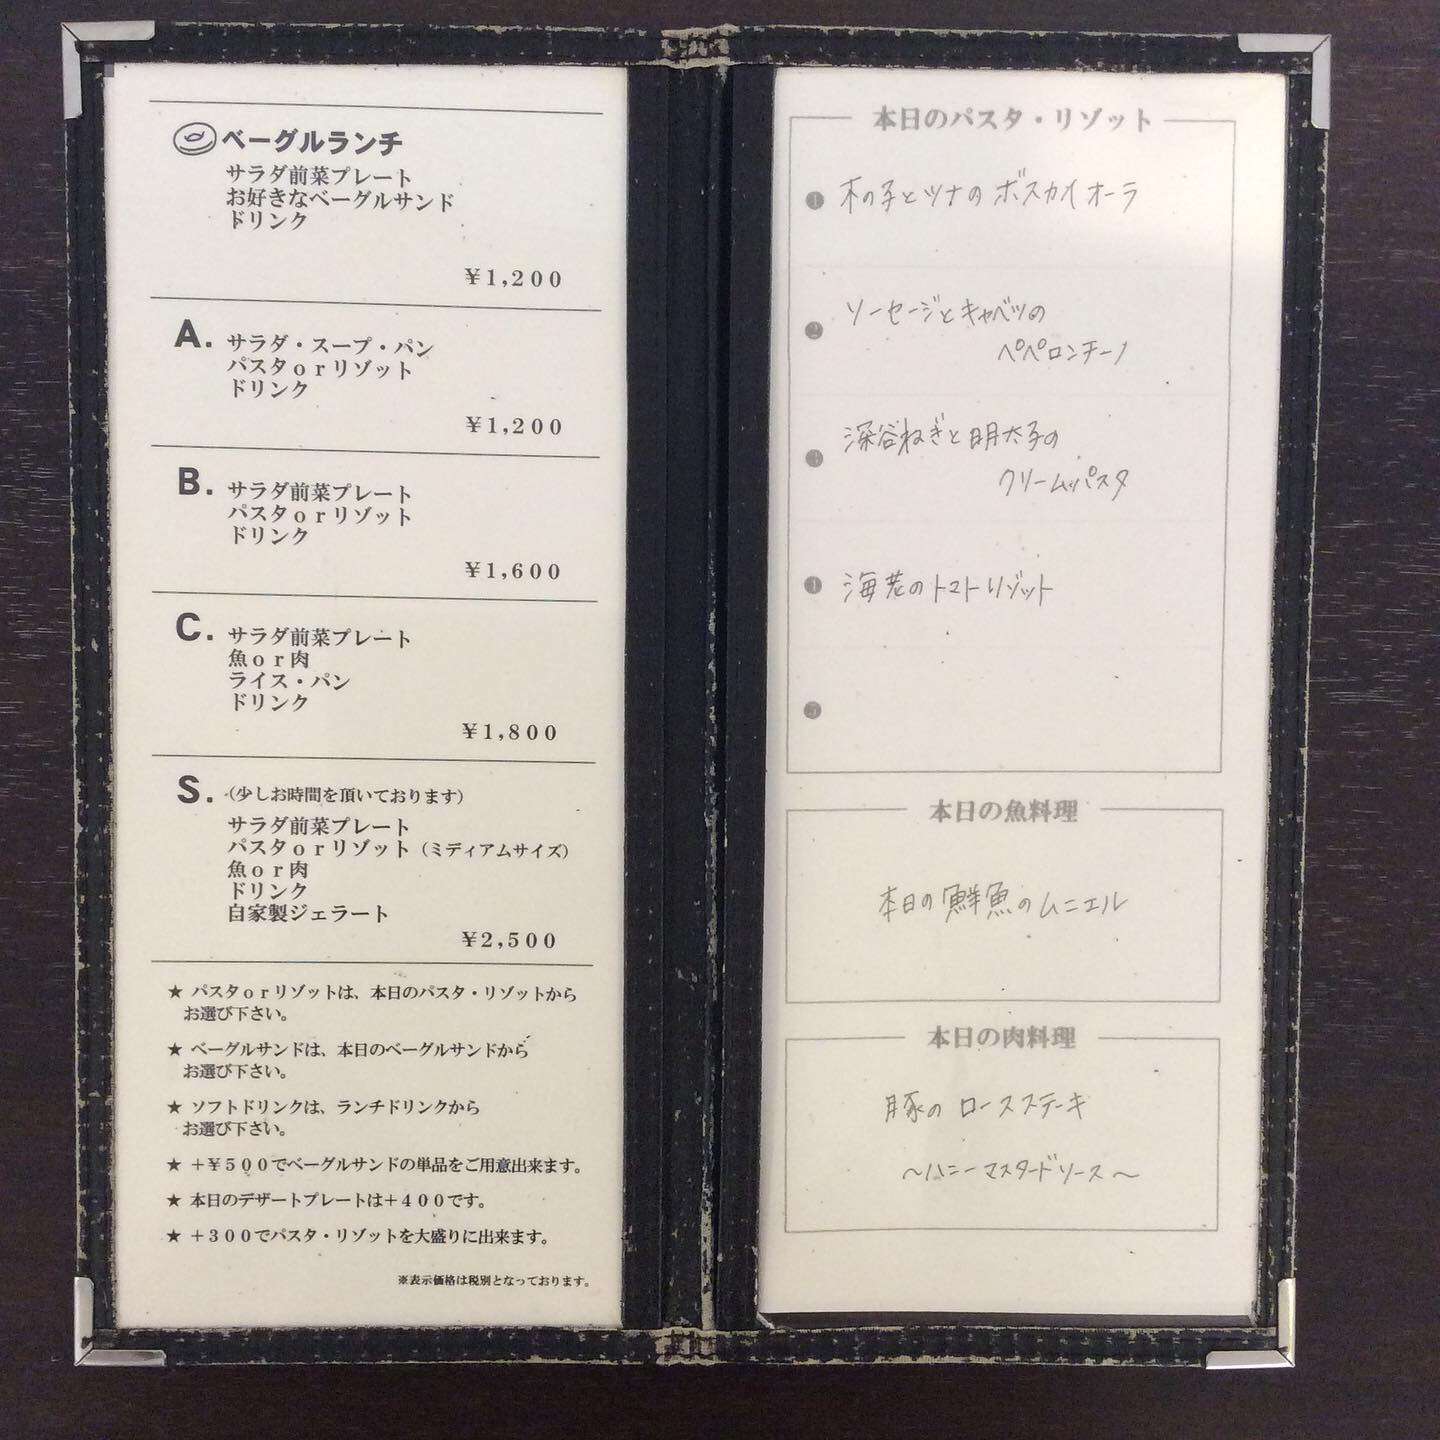 ベーグルランチ
サラダ前菜プレート
お好きなベーグルサンド
ドリンク
¥1,200
A.
サラダ・スープ・パン
パスタorリゾット
ドリンク
¥1,200
B.
サラダ前菜プレート
パスタorリゾット
ドリンク
¥1,600
C.
サラダ前菜プレート
魚or肉
ライス・パン
ドリンク
¥1,800
S. (少しお時間を頂いております)
サラダ前菜プレート
パスタorリゾット(ミディアムサイズ)
魚or肉
ドリンク
自家製ジェラート
¥2,500
★ パスタorリゾットは、本日のパスタ・リゾットから
お選び下さい。
★ ベーグルサンドは、本日のベーグルサンドから
お選び下さい。
★ ソフトドリンクは、ランチドリンクから
お選び下さい。
★ +¥500でベーグルサンドの単品をご用意出来ます。
★ 本日のデザートプレートは+400です。
★ +300でパスタ・リゾットを大盛りに出来ます。
※表示価格は税別となっております。
本日のパスタ・リゾット
❶ 木の子とツナのボスカイオーラ
❷ ソーセージとキャベツの
ペペロンチーノ
❸ 深谷ねぎと明太子の
クリームパスタ
❹ 海老のトマトリゾット
❺
本日の魚料理
本日の鮮魚のムニエル
本日の肉料理
豚のロースステーキ
～ハニーマスタードソース～